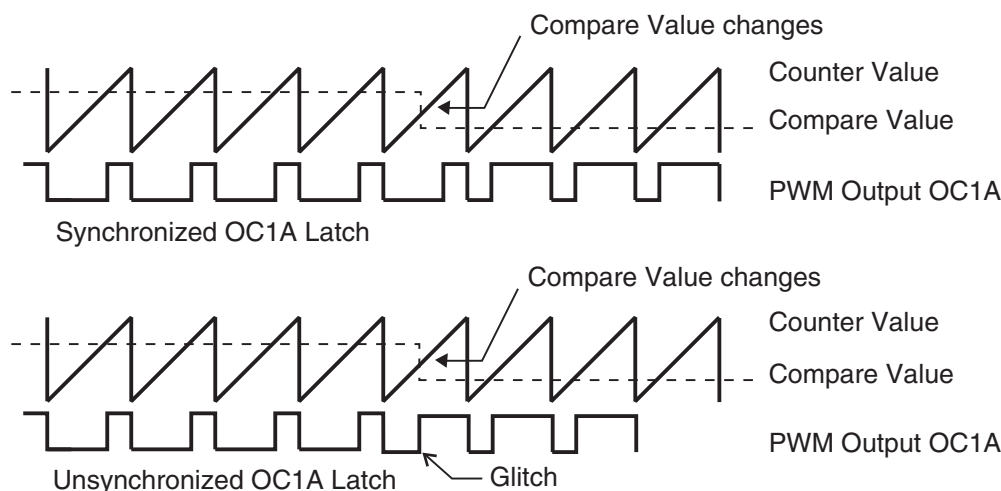 Compare Value changes
Counter Value
Compare Value
PWM Output OC1A
Synchronized OC1A Latch
Compare Value changes
Counter Value
Compare Value
PWM Output OC1A
Unsynchronized OC1A Latch
Glitch